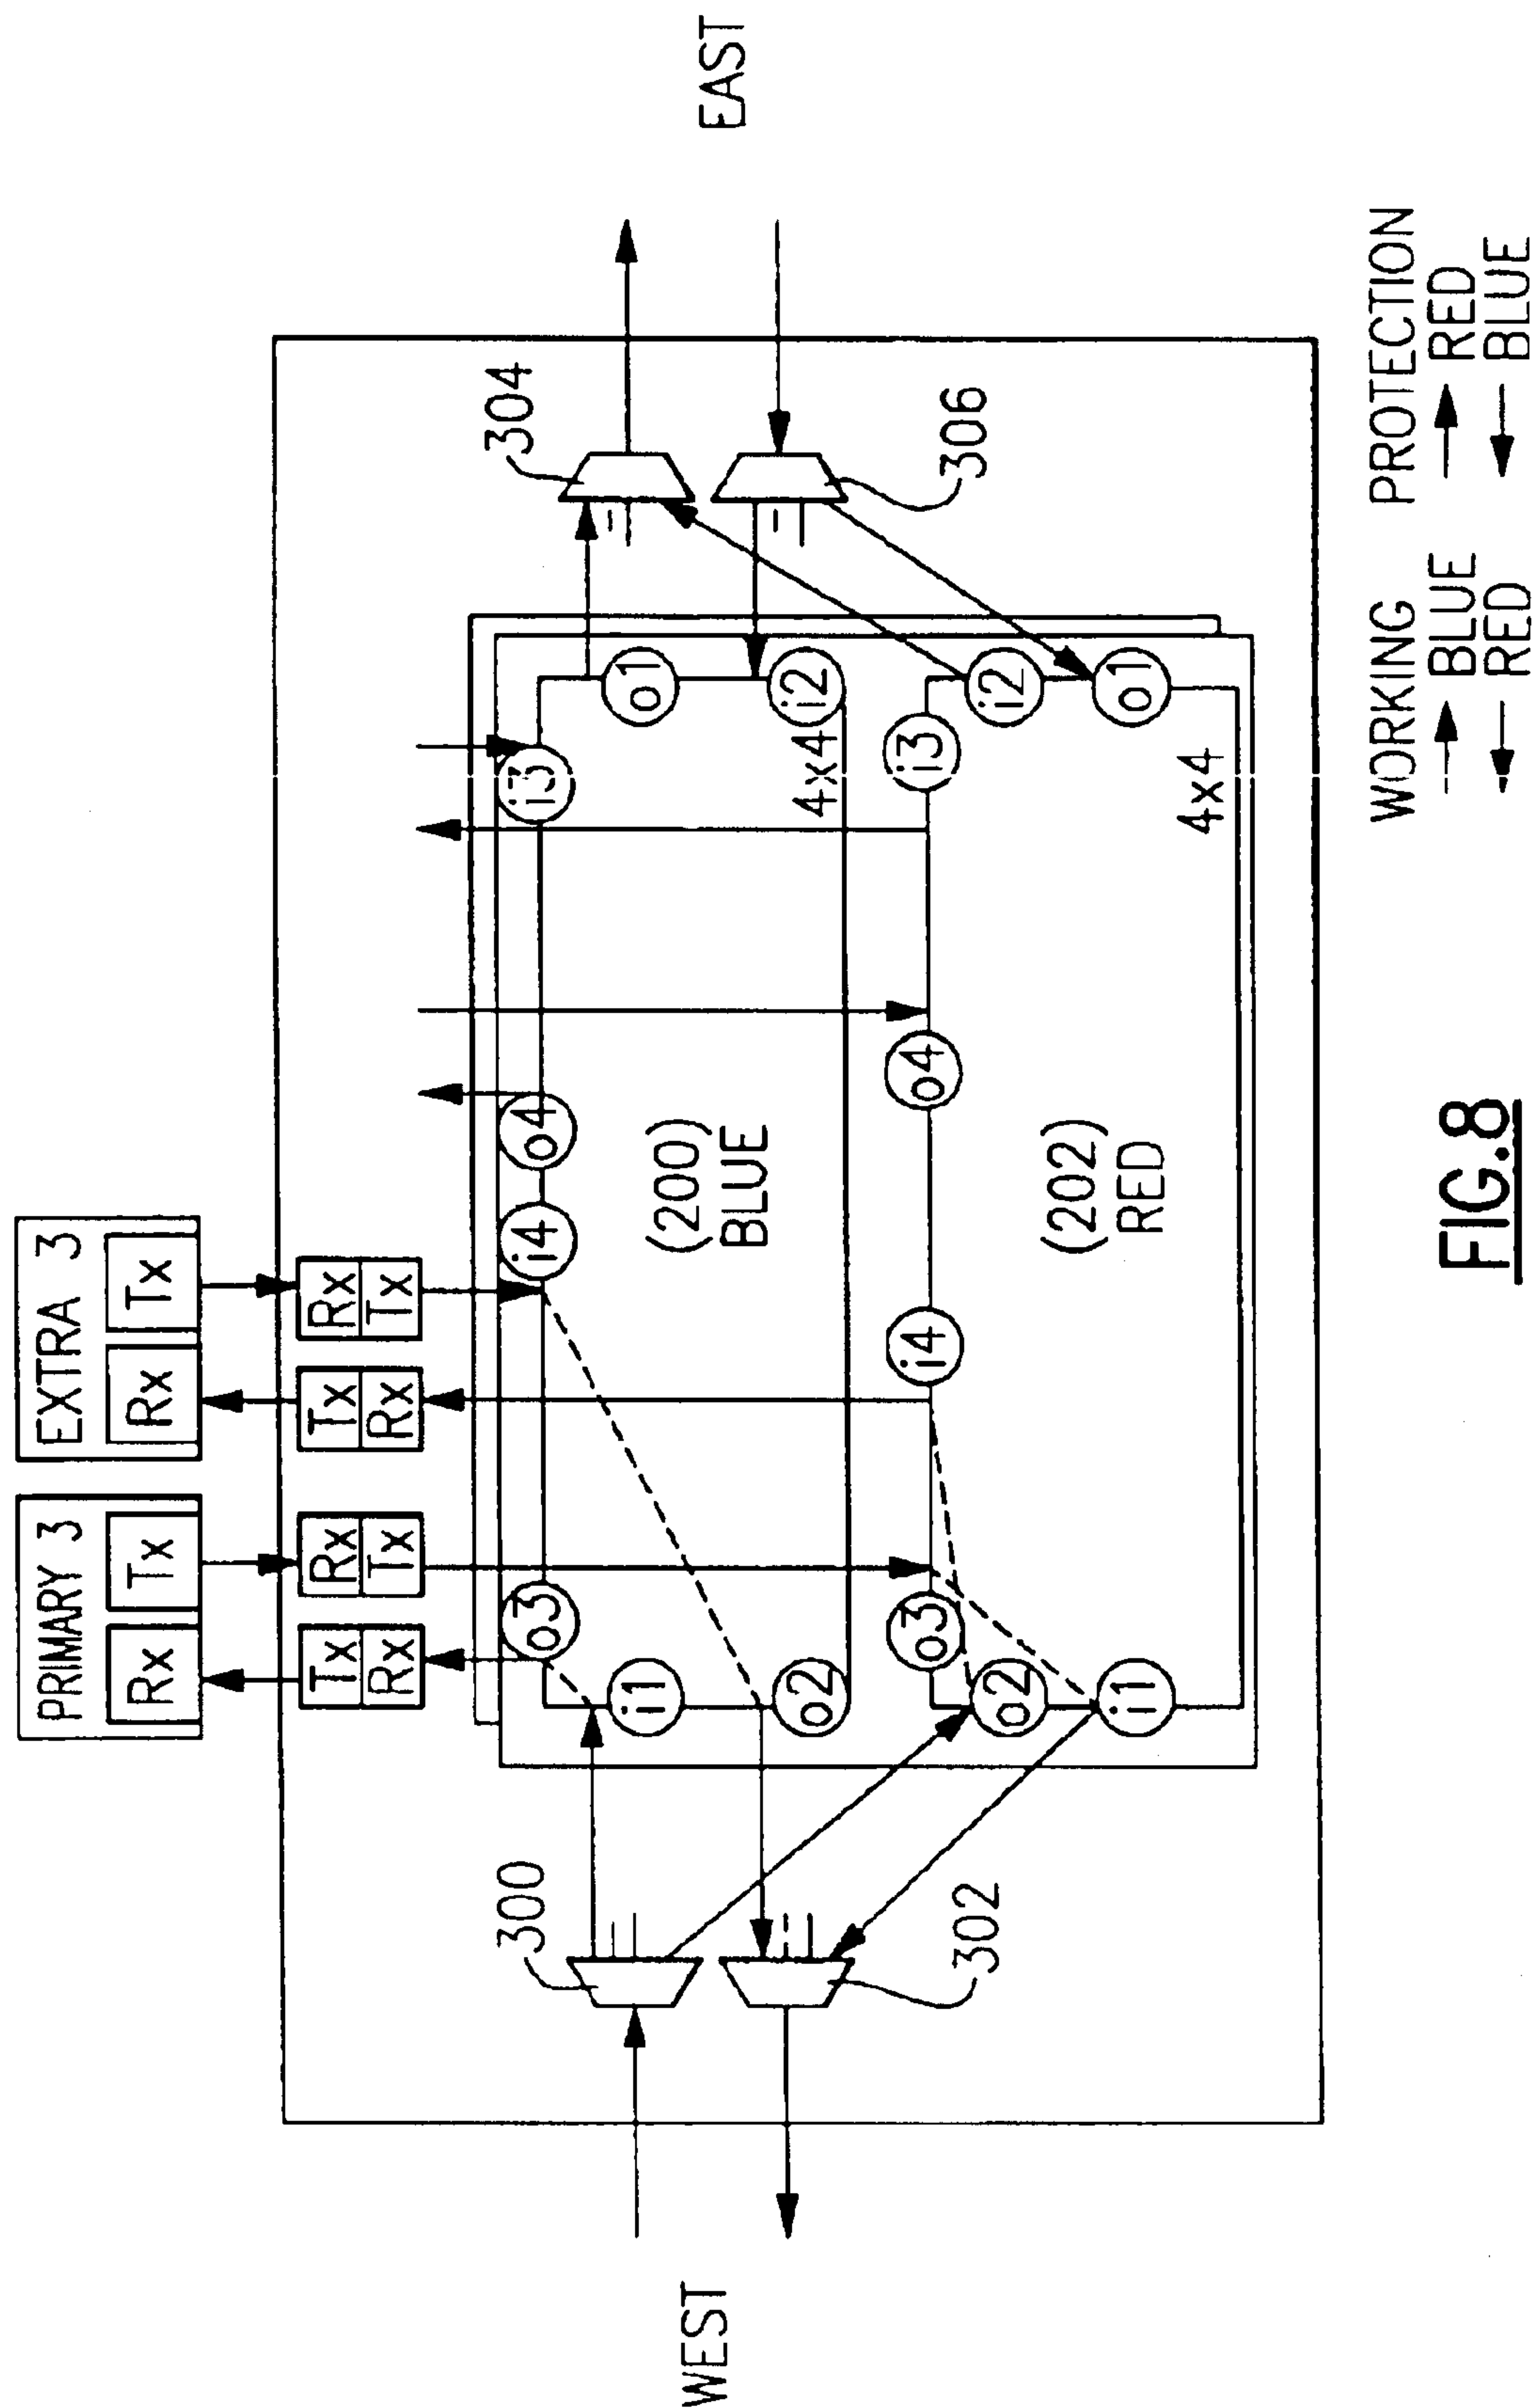 PRIMARY 3
Rx Tx
EXTRA 3
Rx Tx
Tx Rx
Rx Tx
Tx Rx
Rx Tx
WEST
EAST
300
302
304
306
o3
i4
o4
i3
i1
o1
o2
i2
(200)
BLUE
4x4
o3
i4
o4
i3
o2
i2
i1
o1
(202)
RED
4x4
WORKING PROTECTION
BLUE RED
RED BLUE
FIG.8